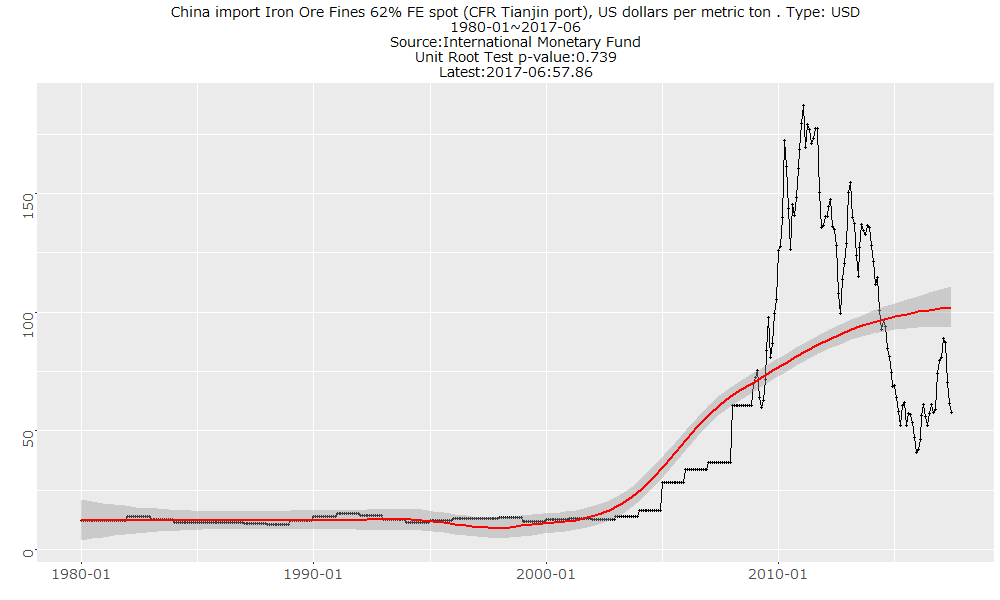 China import Iron Ore Fines 62% FE spot (CFR Tianjin port), US dollars per metric ton . Type: USD
1980-01~2017-06
Source:International Monetary Fund
Unit Root Test p-value:0.739
Latest:2017-06:57.86
150
100
50
0
1980-01
1990-01
2000-01
2010-01